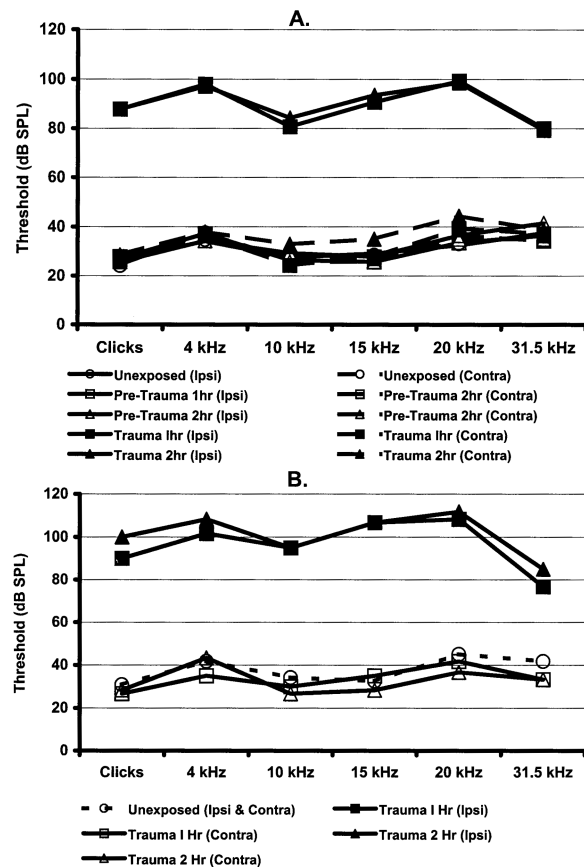 A.
120
100
80
60
40
20
0
Threshold (dB SPL)
Clicks 4 kHz 10 kHz 15 kHz 20 kHz 31.5 kHz
Unexposed (Ipsi) Unexposed (Contra)
Pre-Trauma 1hr (Ipsi) Pre-Trauma 2hr (Contra)
Pre-Trauma 2hr (Ipsi) Pre-Trauma 2hr (Contra)
Trauma lhr (Ipsi) Trauma lhr (Contra)
Trauma 2hr (Ipsi) Trauma 2hr (Contra)
B.
120
100
80
60
40
20
0
Threshold (dB SPL)
Clicks 4 kHz 10 kHz 15 kHz 20 kHz 31.5 kHz
Unexposed (Ipsi & Contra) Trauma I Hr (Ipsi)
Trauma I Hr (Contra) Trauma 2 Hr (Ipsi)
Trauma 2 Hr (Contra)